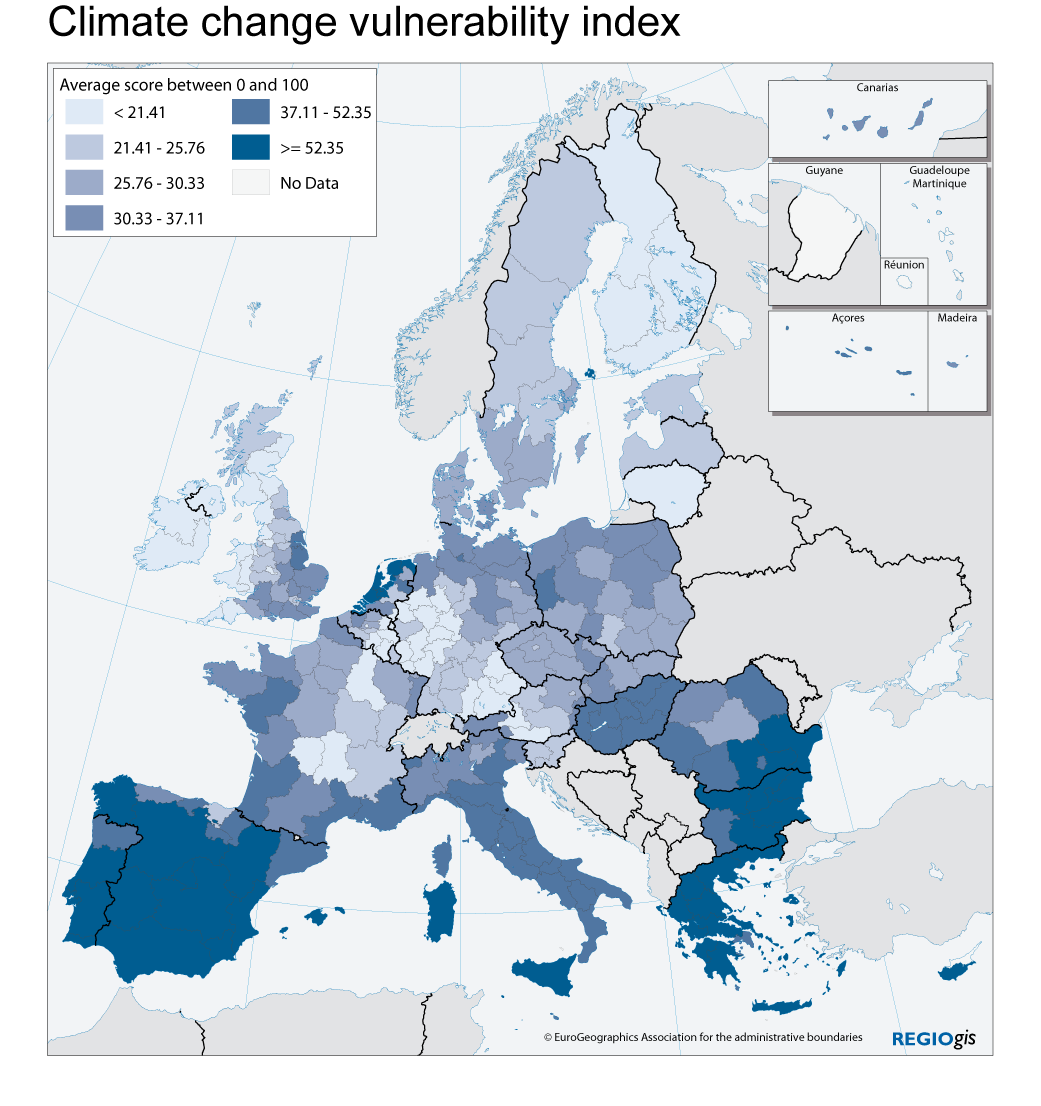 Climate change vulnerability index
Average score between 0 and 100
< 21.41
21.41 - 25.76
25.76 - 30.33
30.33 - 37.11
37.11 - 52.35
>= 52.35
No Data
Canarias
Guyane
Guadeloupe
Martinique
Réunion
Açores
Madeira
© EuroGeographics Association for the administrative boundaries
REGIOgis